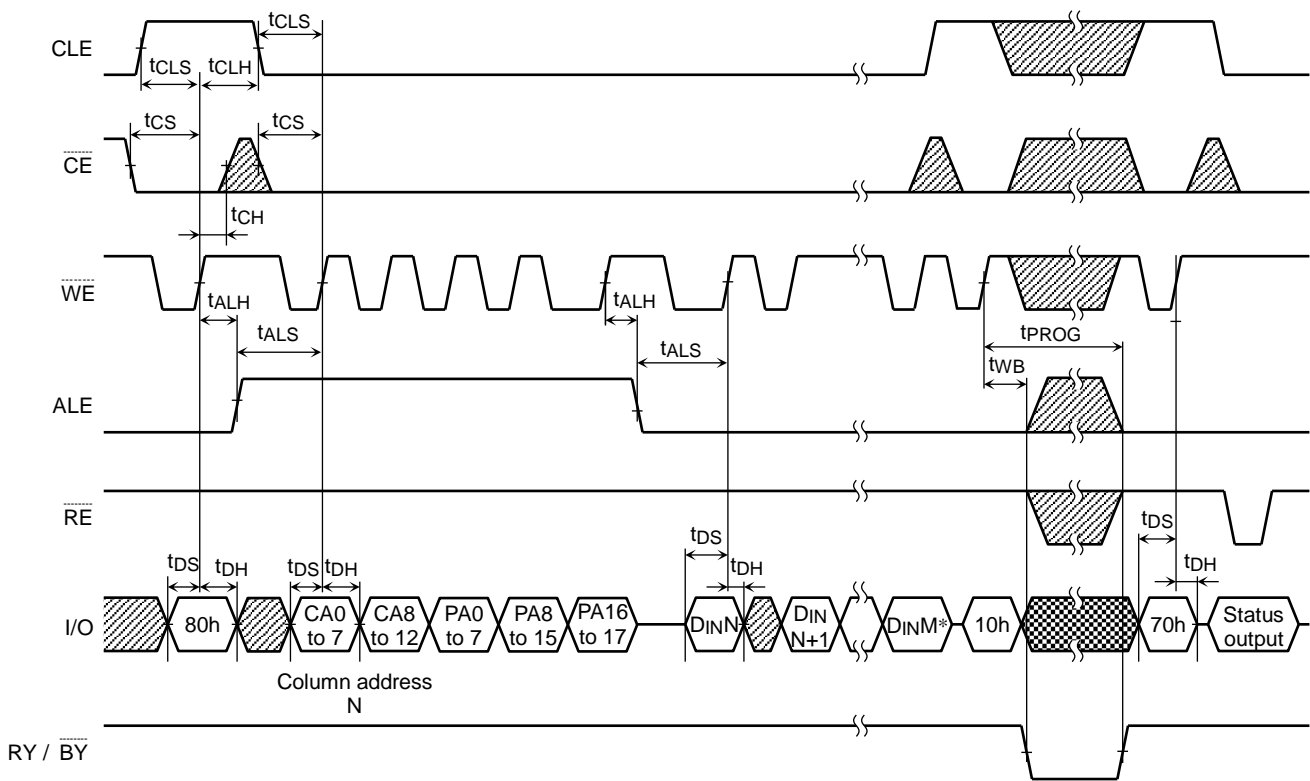 tCLS
CLE
tCLS tCLH
tCS tCS
CE
tCH
WE
tALH tALH
tALS tALS tPROG
tWB
ALE
RE
tDS tDS
tDS tDH tDS tDH tDH tDH
I/O 80h CA0 to 7 CA8 to 12 PA0 to 7 PA8 to 15 PA16 to 17 DINN DIN N+1 DINM* 10h 70h Status output
Column address
N
RY / BY